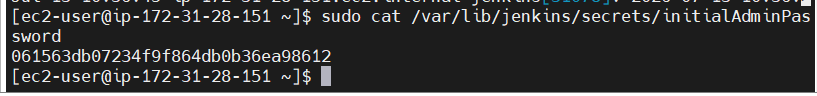 [ec2-user@ip-172-31-28-151 ~]$ sudo cat /var/lib/jenkins/secrets/initialAdminPas
sword
061563db07234f9f864db0b36ea98612
[ec2-user@ip-172-31-28-151 ~]$